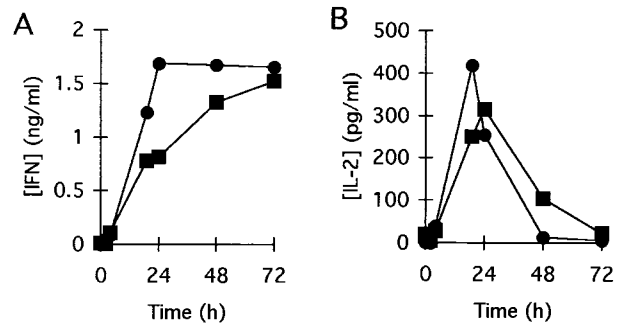 A
B
[IFN] (ng/ml)
2
1.5
1
0.5
0
0 24 48 72
Time (h)
[IL-2] (pg/ml)
500
400
300
200
100
0
0 24 48 72
Time (h)